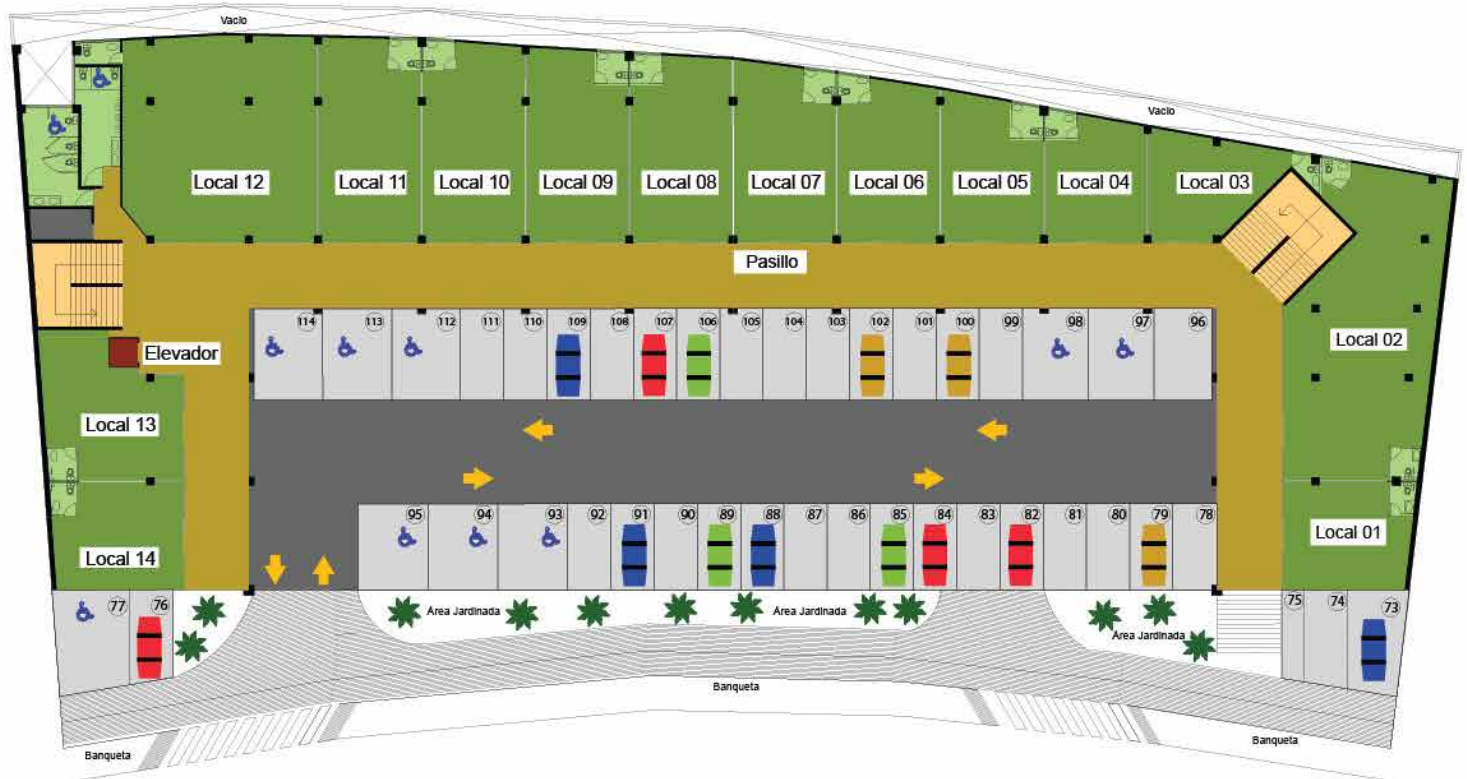 Vacio
Vacio
Local 12
Local 11
Local 10
Local 09
Local 08
Local 07
Local 06
Local 05
Local 04
Local 03
Pasillo
114
113
112
111
110
109
108
107
106
105
104
103
102
101
100
99
98
97
96
Local 02
Elevador
Local 13
95
94
93
92
91
90
89
88
87
86
85
84
83
82
81
80
79
78
Local 01
Local 14
77
76
Area Jardinada
Area Jardinada
Area Jardinada
75
74
73
Banqueta
Banqueta
Banqueta